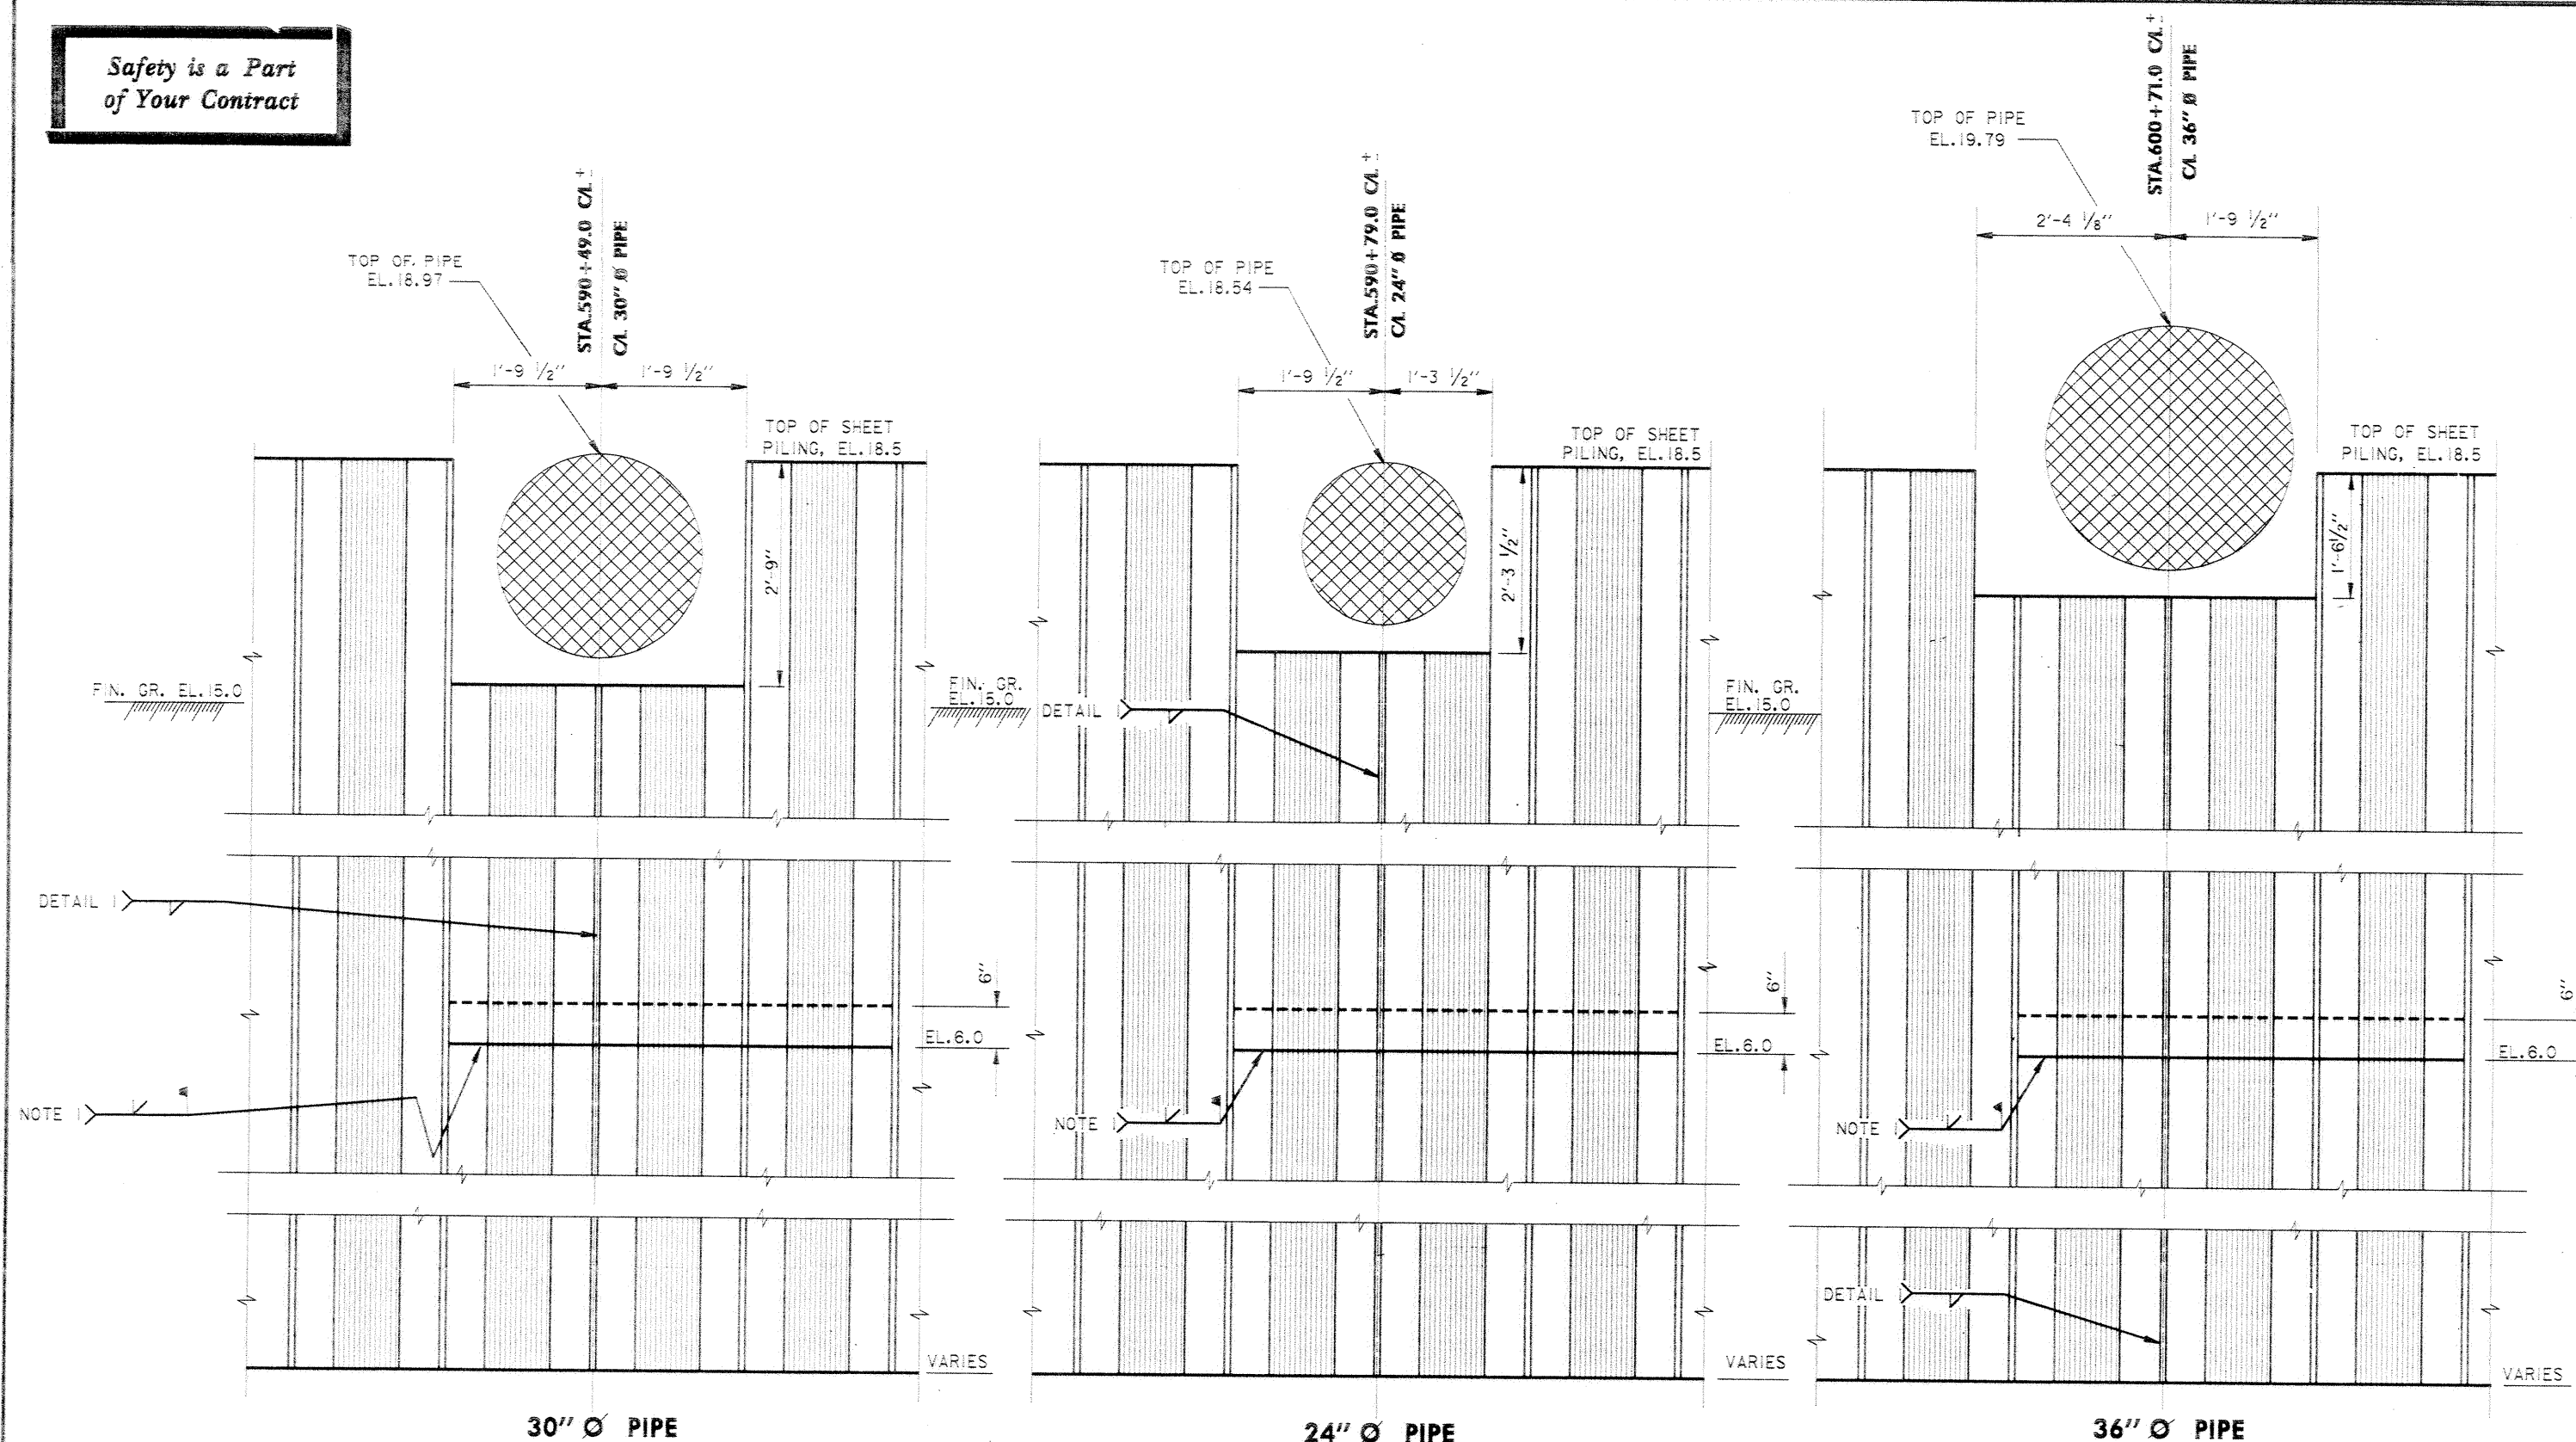 Safety is a Part
of Your Contract
STA.590+49.0 C/L ±
C/L 30" Ø PIPE
TOP OF PIPE
EL.18.97
1'-9 1/2"
1'-9 1/2"
TOP OF SHEET
PILING, EL.18.5
2'-9"
FIN. GR. EL.15.0
DETAIL 1
6"
EL.6.0
NOTE 1
VARIES
30" Ø PIPE
STA.590+79.0 C/L ±
C/L 24" Ø PIPE
TOP OF PIPE
EL.18.54
1'-9 1/2"
1'-3 1/2"
TOP OF SHEET
PILING, EL.18.5
2'-3 1/2"
FIN. GR.
EL.15.0
DETAIL 1
6"
EL.6.0
NOTE 1
VARIES
24" Ø PIPE
STA.600+71.0 C/L ±
C/L 36" Ø PIPE
TOP OF PIPE
EL.19.79
2'-4 1/8"
1'-9 1/2"
TOP OF SHEET
PILING, EL.18.5
1'-6 1/2"
FIN. GR.
EL.15.0
6"
EL.6.0
NOTE 1
DETAIL
VARIES
36" Ø PIPE